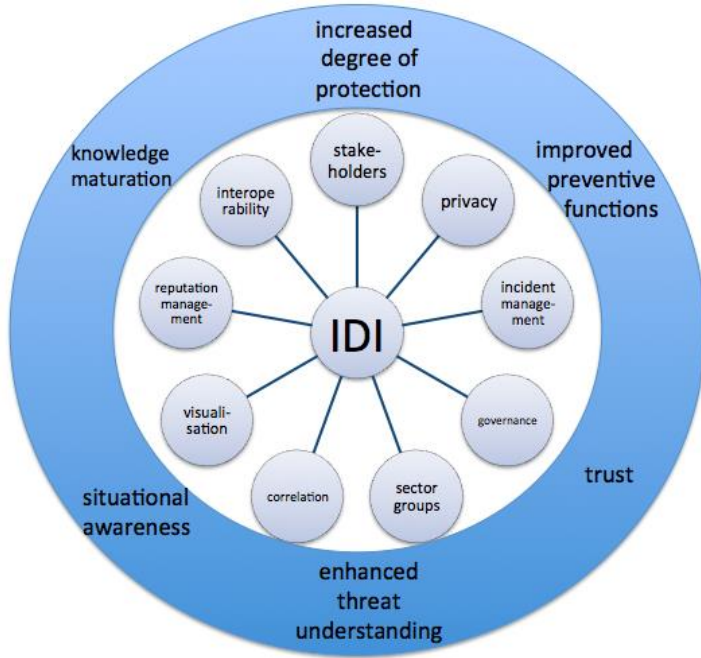 increased
degree of
protection
knowledge
maturation
improved
preventive
functions
stake-
holders
interope
rability
privacy
reputation
manage-
ment
incident
manage-
ment
IDI
visuali-
sation
governance
correlation
sector
groups
situational
awareness
trust
enhanced
threat
understanding